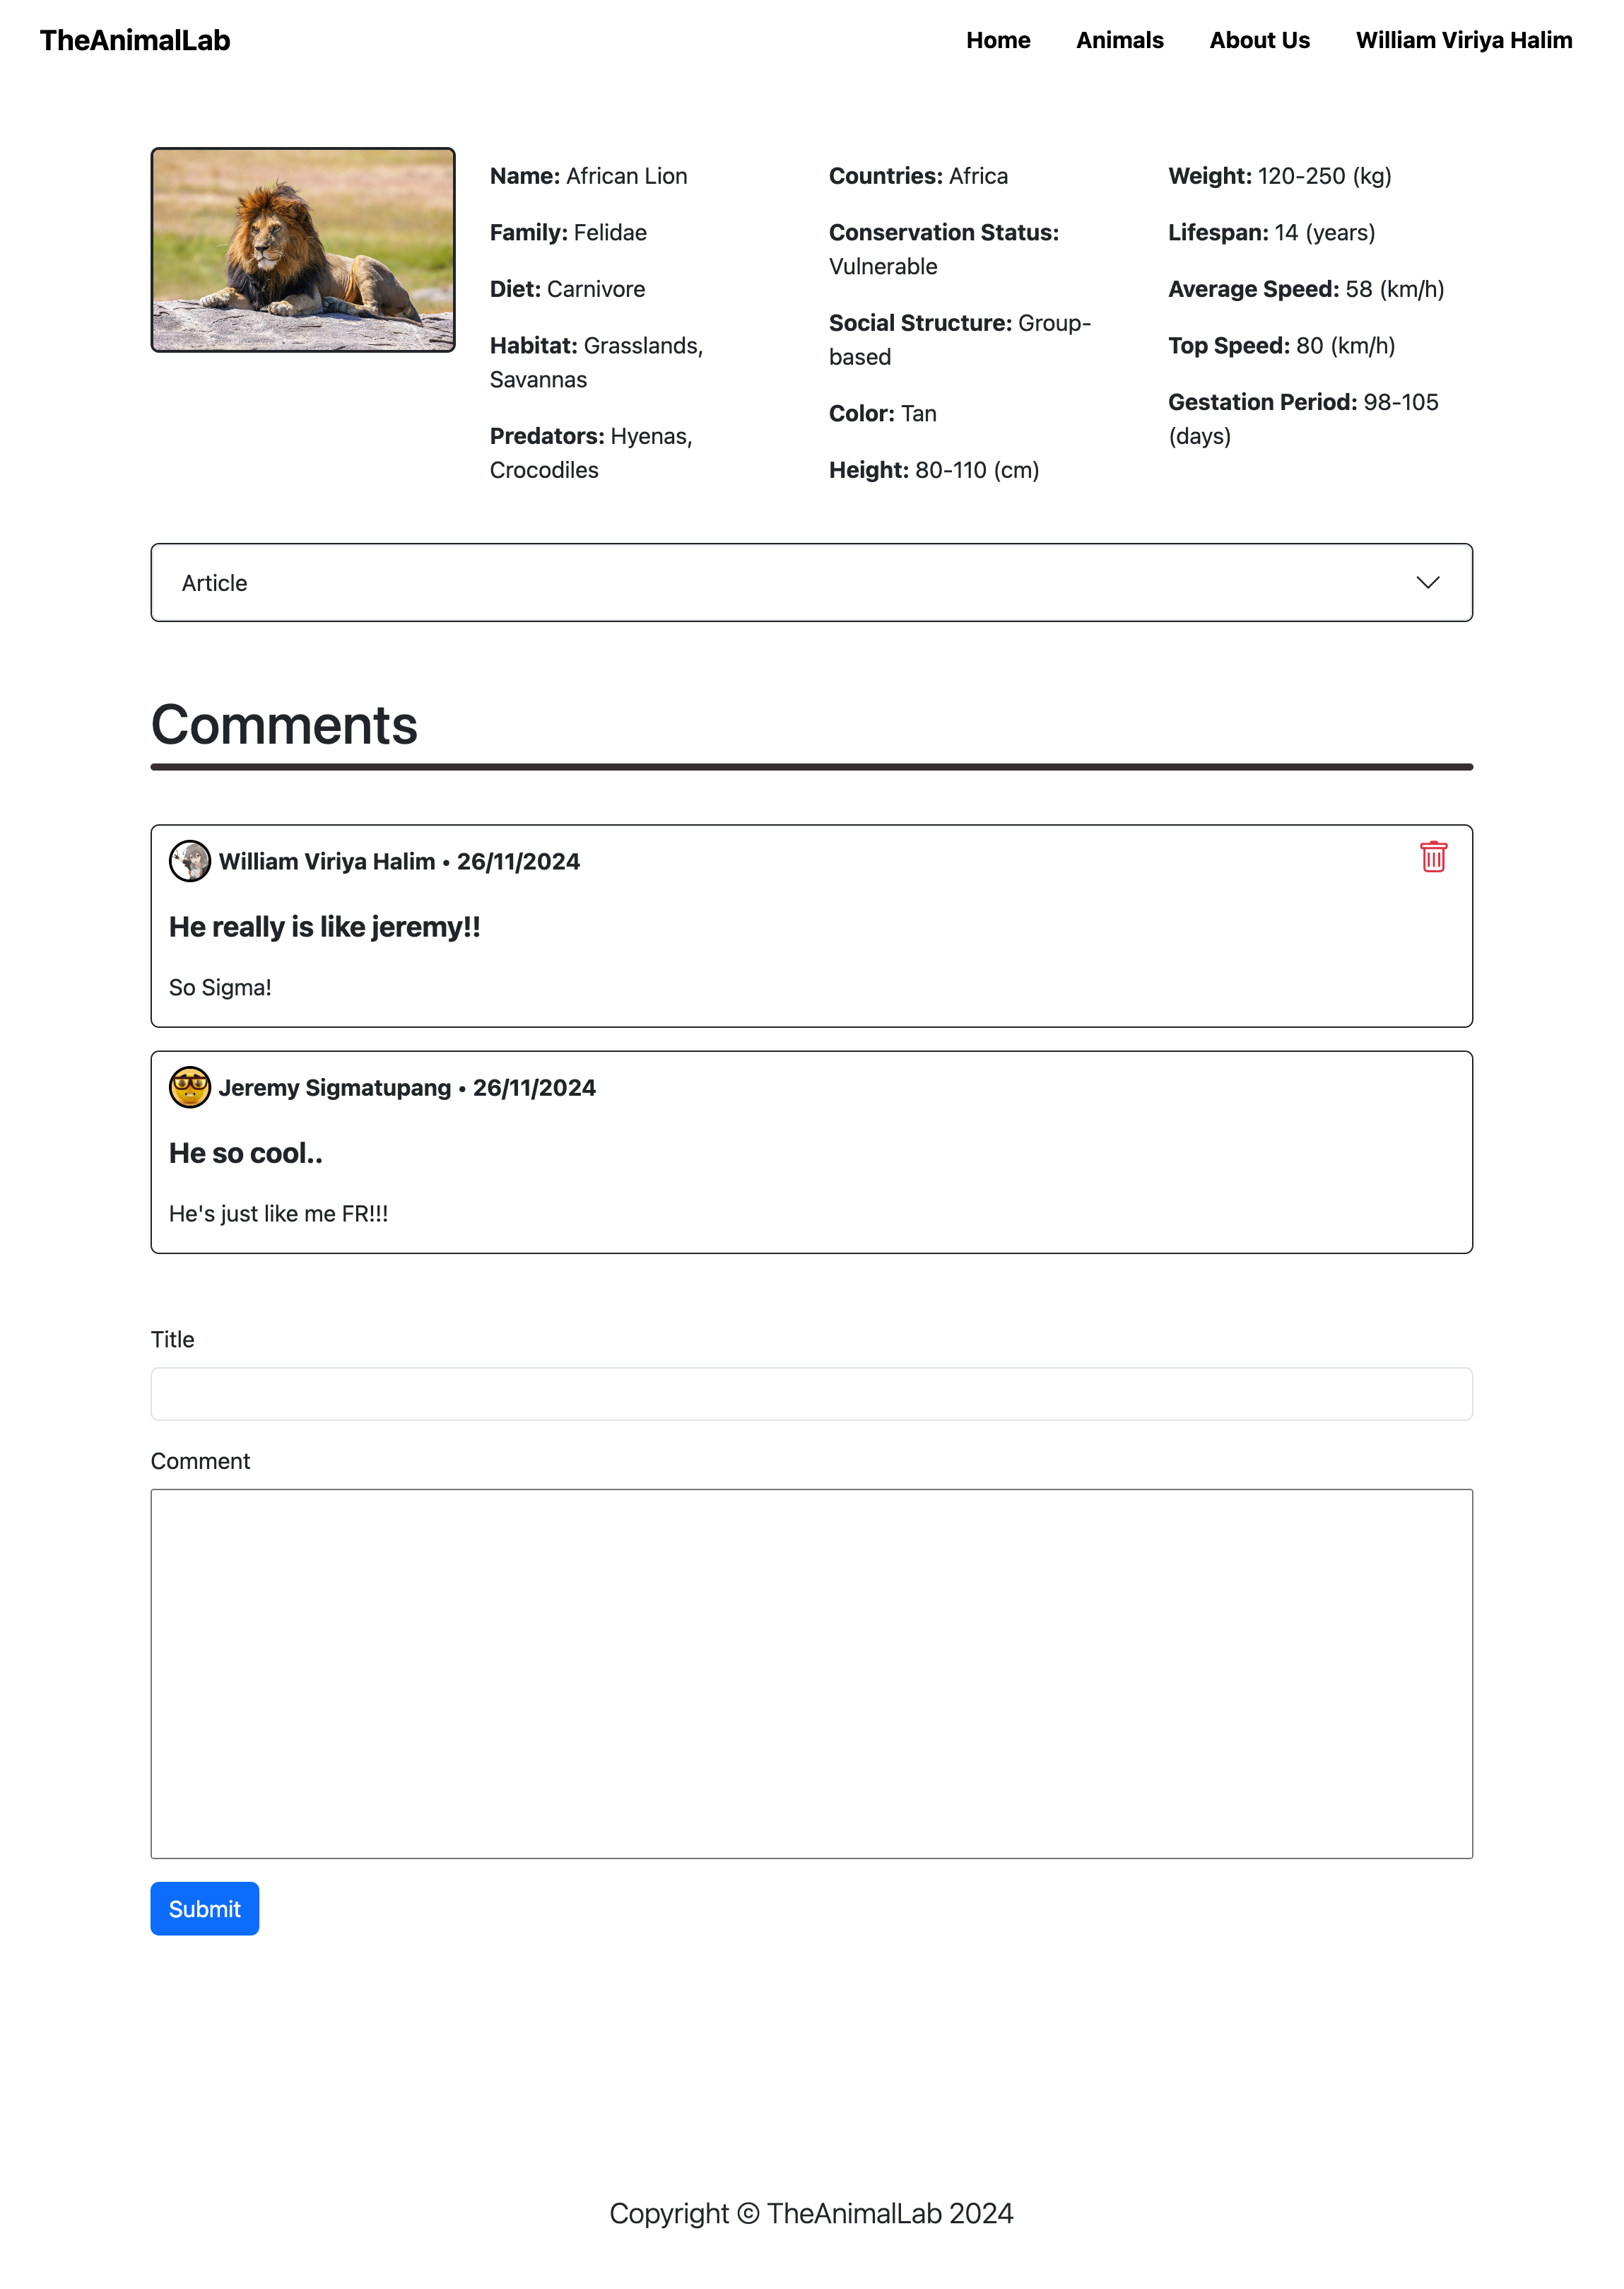 TheAnimalLab
Home
Animals
About Us
William Viriya Halim
Name: African Lion
Family: Felidae
Diet: Carnivore
Habitat: Grasslands,
Savannas
Predators: Hyenas,
Crocodiles
Countries: Africa
Conservation Status:
Vulnerable
Social Structure: Group-
based
Color: Tan
Height: 80-110 (cm)
Weight: 120-250 (kg)
Lifespan: 14 (years)
Average Speed: 58 (km/h)
Top Speed: 80 (km/h)
Gestation Period: 98-105
(days)
Article
Comments
William Viriya Halim • 26/11/2024
He really is like jeremy!!
So Sigma!
Jeremy Sigmatupang • 26/11/2024
He so cool..
He's just like me FR!!!
Title
Comment
Submit
Copyright © TheAnimalLab 2024